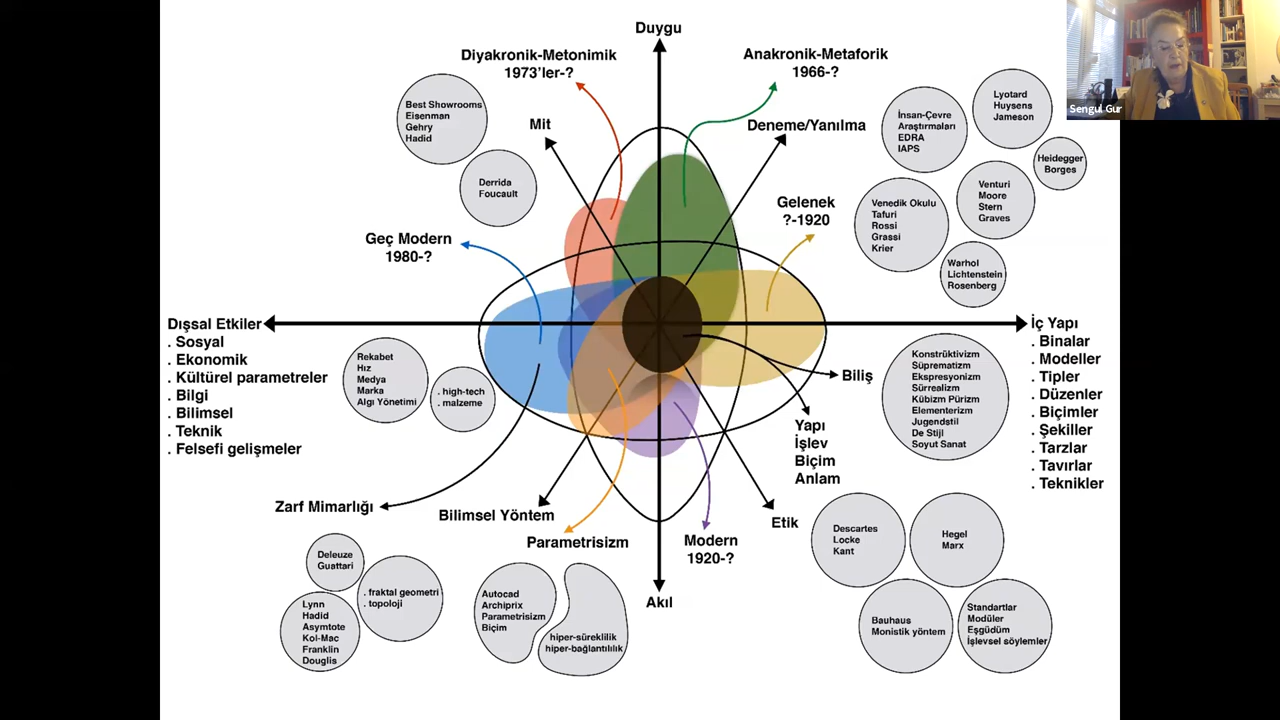 Duygu
Diyakronik-Metonimik
1973'ler-?
Anakronik-Metaforik
1966-?
Sengul Gur
Best Showrooms
Eisenman
Gehry
Hadid
Mit
Deneme/Yanılma
İnsan-Çevre
Araştırmaları
EDRA
IAPS
Lyotard
Huysens
Jameson
Heidegger
Borges
Derrida
Foucault
Gelenek
?-1920
Venedik Okulu
Tafuri
Rossi
Grassi
Krier
Venturi
Moore
Stern
Graves
Warhol
Lichtenstein
Rosenberg
Geç Modern
1980-?
Dışsal Etkiler
. Sosyal
. Ekonomik
. Kültürel parametreler
. Bilgi
. Bilimsel
. Teknik
. Felsefi gelişmeler
İç Yapı
. Binalar
. Modeller
. Tipler
. Düzenler
. Biçimler
. Şekiller
. Tarzlar
. Tavırlar
. Teknikler
Rekabet
Hız
Medya
Marka
Algı Yönetimi
. high-tech
. malzeme
Biliş
Konstrüktivizm
Süprematizm
Ekspresyonizm
Sürrealizm
Kübizm Pürizm
Elementerizm
Jugendstil
De Stijl
Soyut Sanat
Yapı
İşlev
Biçim
Anlam
Zarf Mimarlığı
Bilimsel Yöntem
Parametrisizm
Modern
1920-?
Etik
Akıl
Descartes
Locke
Kant
Hegel
Marx
Deleuze
Guattari
. fraktal geometri
. topoloji
Lynn
Hadid
Asymtote
Kol-Mac
Franklin
Douglis
Autocad
Archiprix
Parametrisizm
Biçim
hiper-süreklilik
hiper-bağlantılılık
Bauhaus
Monistik yöntem
Standartlar
Modüler
Eşgüdüm
İşlevsel söylemler